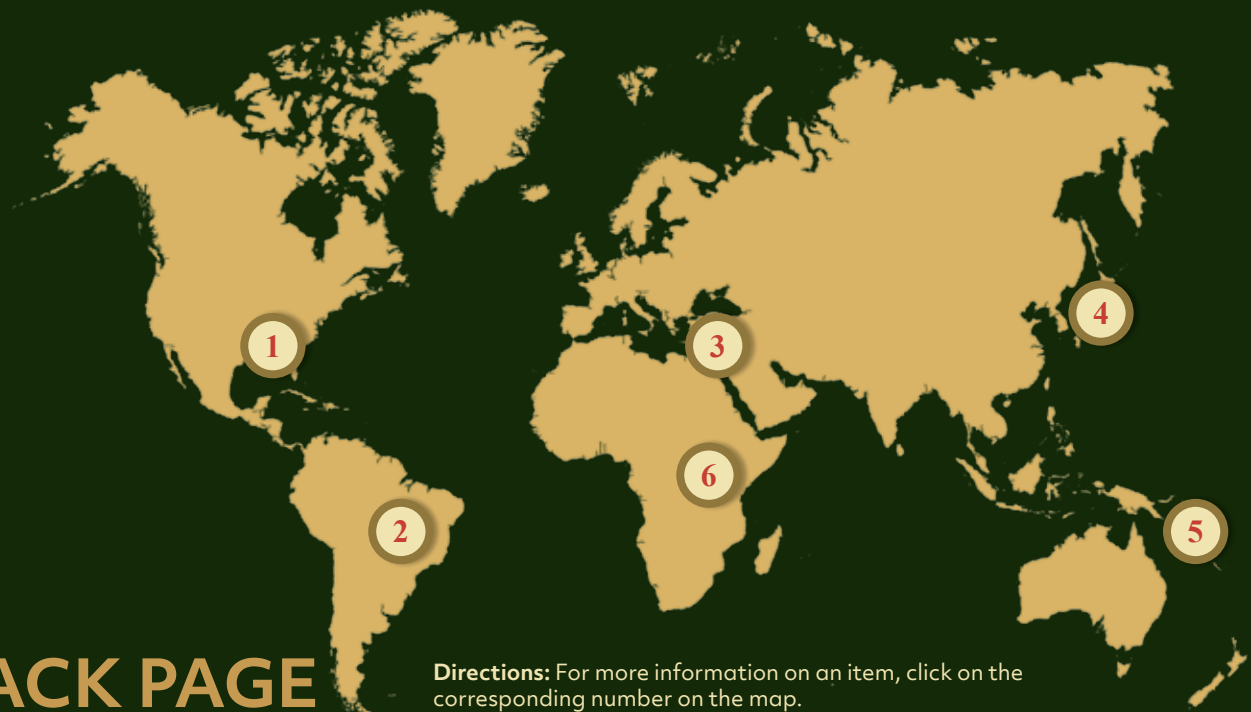 1
4
3
6
2
5
ACK PAGE
Directions: For more information on an item, click on the
corresponding number on the map.